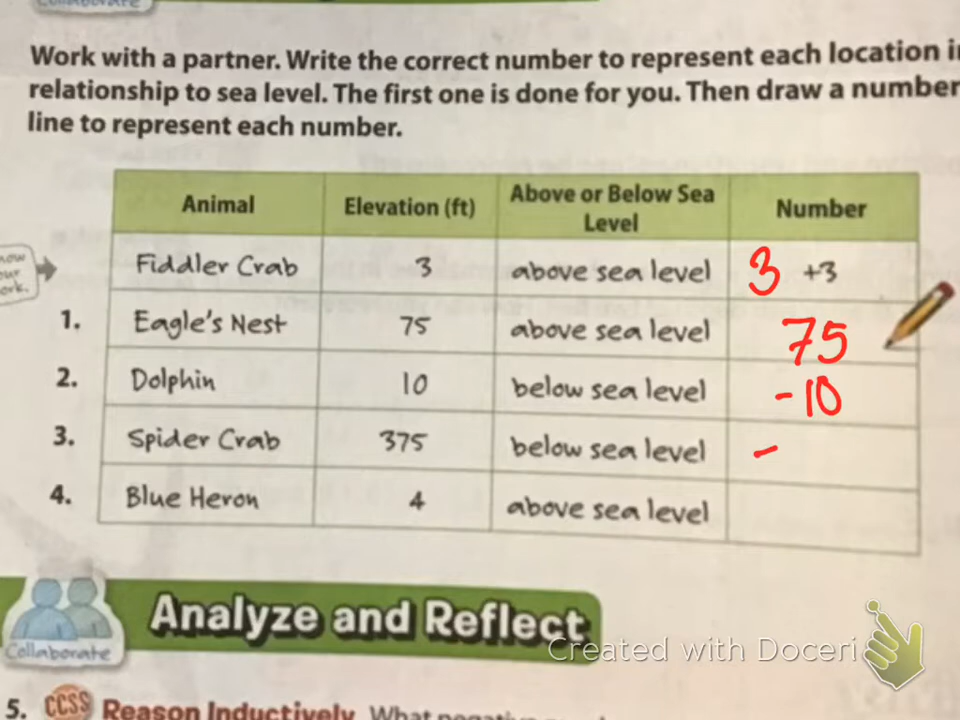 Collaborate
Work with a partner. Write the correct number to represent each location
relationship to sea level. The first one is done for you. Then draw a number
line to represent each number.
Animal Elevation (ft) Above or Below Sea Level Number
Fiddler Crab 3 above sea level 3 +3
1. Eagle's Nest 75 above sea level 75
2. Dolphin 10 below sea level -10
3. Spider Crab 375 below sea level -
4. Blue Heron 4 above sea level
Collaborate
Analyze and Reflect
Created with Doceri
5. CCSS Reason Inductively What